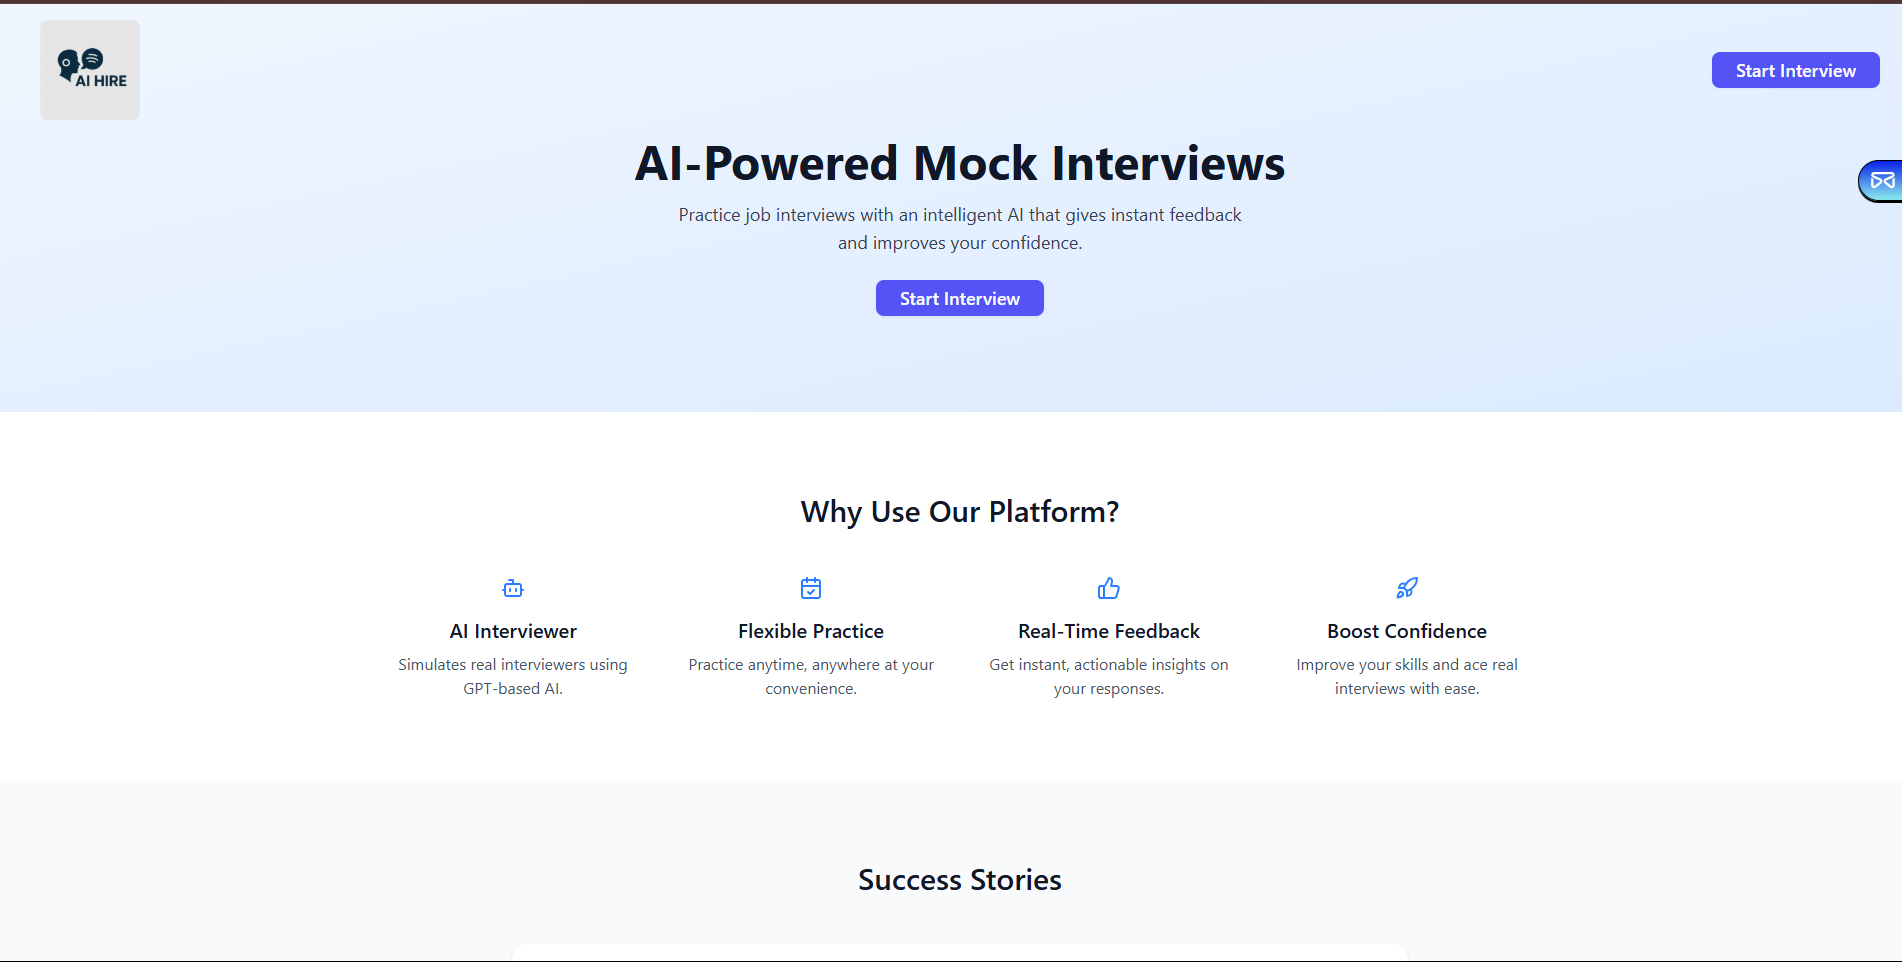 AI HIRE
Start Interview
AI-Powered Mock Interviews
Practice job interviews with an intelligent AI that gives instant feedback
and improves your confidence.
Start Interview
Why Use Our Platform?
AI Interviewer
Simulates real interviewers using
GPT-based AI.
Flexible Practice
Practice anytime, anywhere at your
convenience.
Real-Time Feedback
Get instant, actionable insights on
your responses.
Boost Confidence
Improve your skills and ace real
interviews with ease.
Success Stories